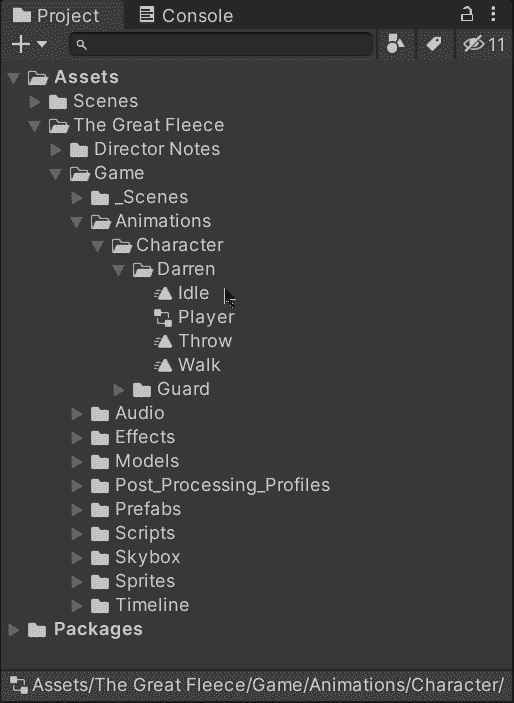 Project Console
11
Assets
Scenes
The Great Fleece
Director Notes
Game
_Scenes
Animations
Character
Darren
Idle
Player
Throw
Walk
Guard
Audio
Effects
Models
Post_Processing_Profiles
Prefabs
Scripts
Skybox
Sprites
Timeline
Packages
Assets/The Great Fleece/Game/Animations/Character/